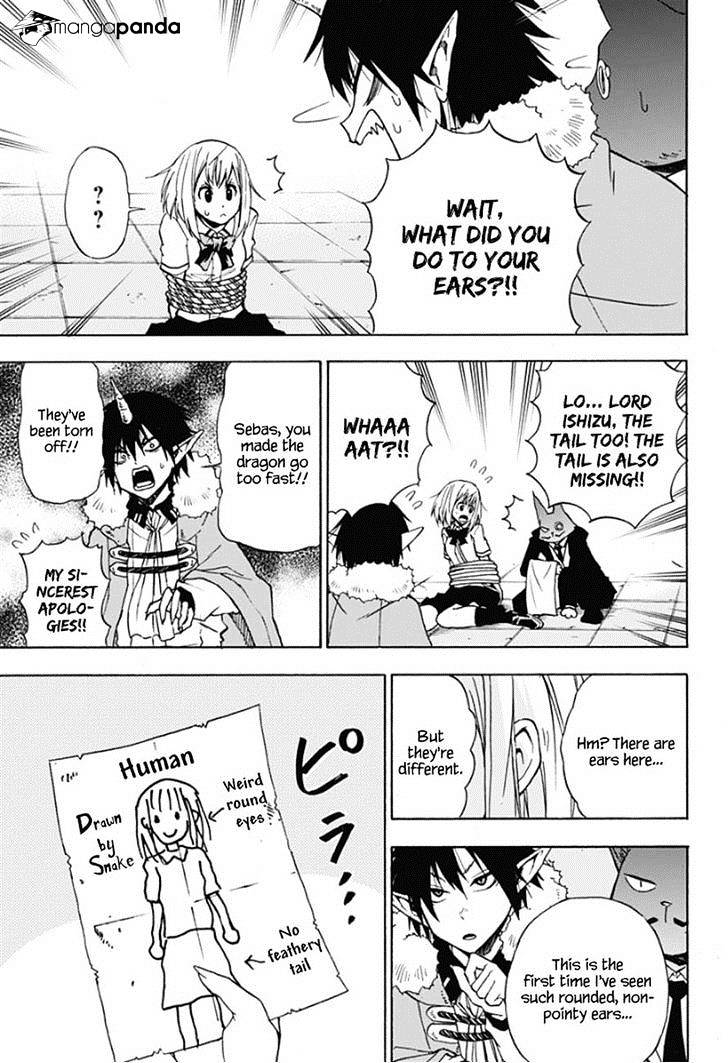 mangapanda
WAIT,
WHAT DID
YOU DO
TO YOUR
EARS?!!
?
?
LO... LORD
ISHIZU, THE
TAIL TOO! THE
TAIL IS ALSO
MISSING!!
WHAAA
AAT?!!
Sebas, you
made the
dragon go
too fast!!
They've
been torn
off!!
MY SI-
NCEREST
APOLO-
GIES!!
Hm? There are
ears here...
But
they're
different.
This is the
first time I've seen
such rounded, non-
pointy ears...
ピラ…
Human
Weird
round
eyes
Drawn
by
Snake
No
feathery
tail